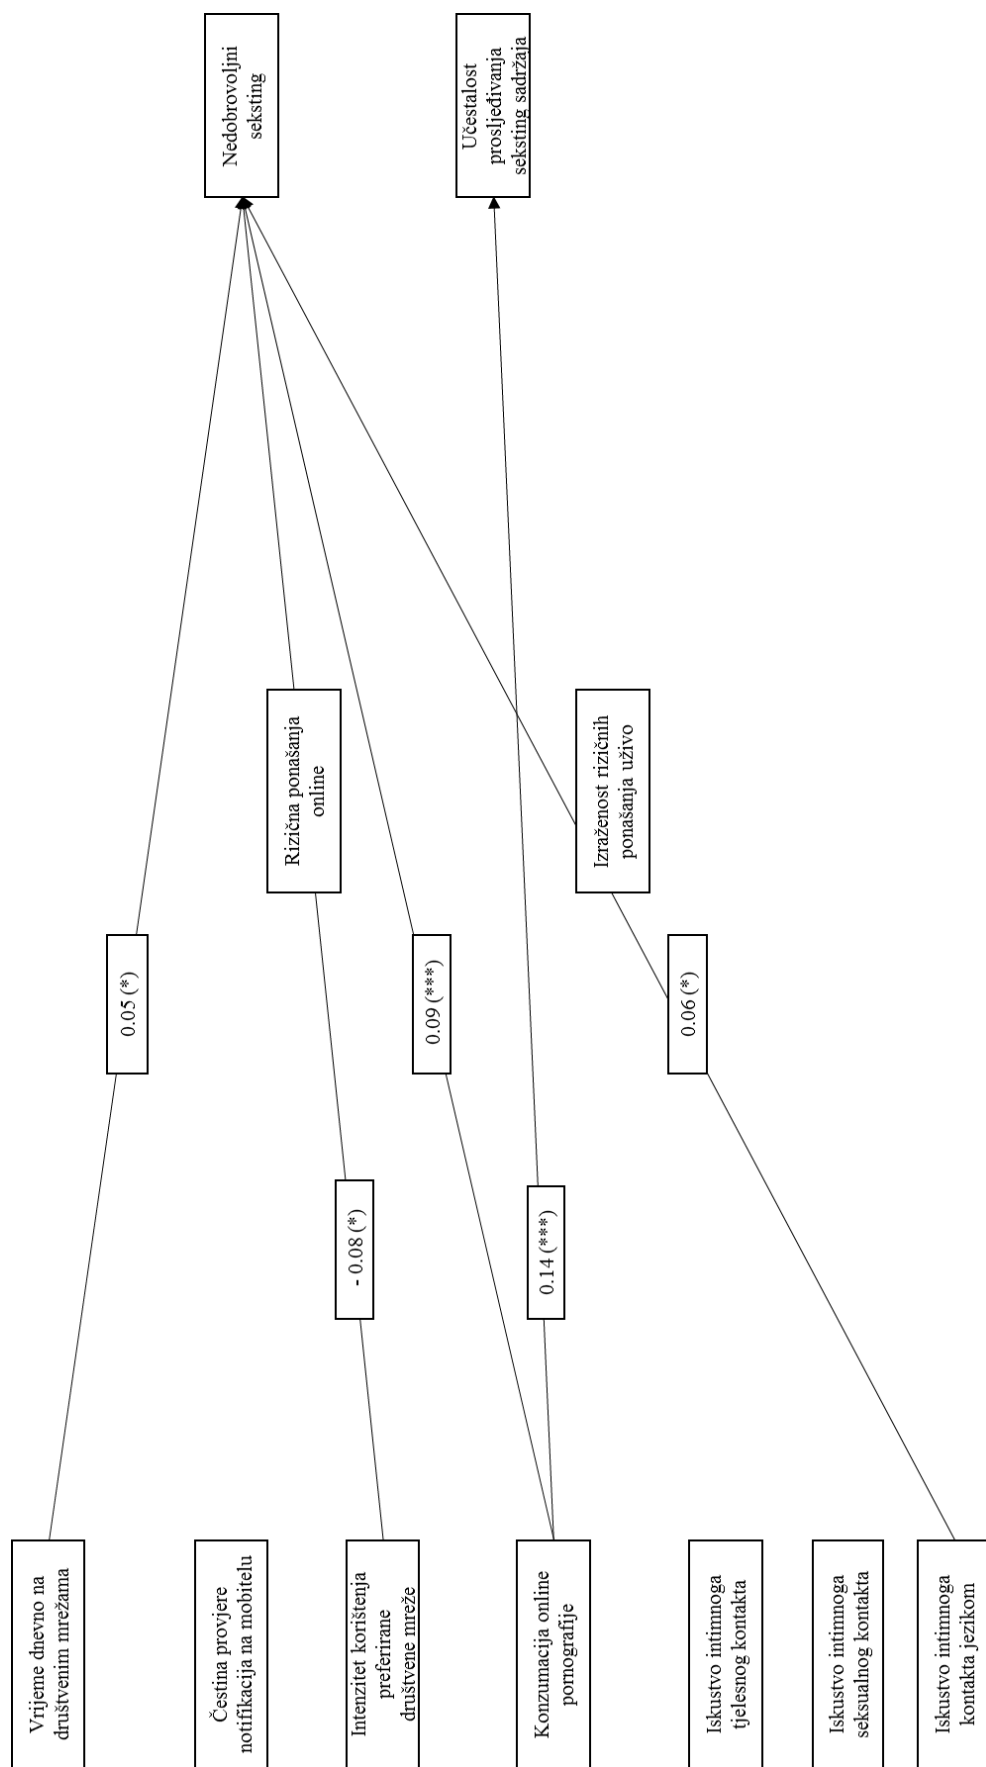 Vrijeme dnevno na
društvenim mrežama
Čestina provjere
notifikacija na mobitelu
Intenzitet korištenja
preferirane
društvene mreže
Konzumacija online
pornografije
Iskustvo intimnoga
tjelesnog kontakta
Iskustvo intimnoga
seksualnog kontakta
Iskustvo intimnoga
kontakta jezikom
0.05 (*)
- 0.08 (*)
0.09 (***)
0.14 (***)
0.06 (*)
Rizična ponašanja
online
Izraženost rizičnih
ponašanja uživo
Nedobrovoljni
seksting
Učestalost
prosljeđivanja
seksting sadržaja